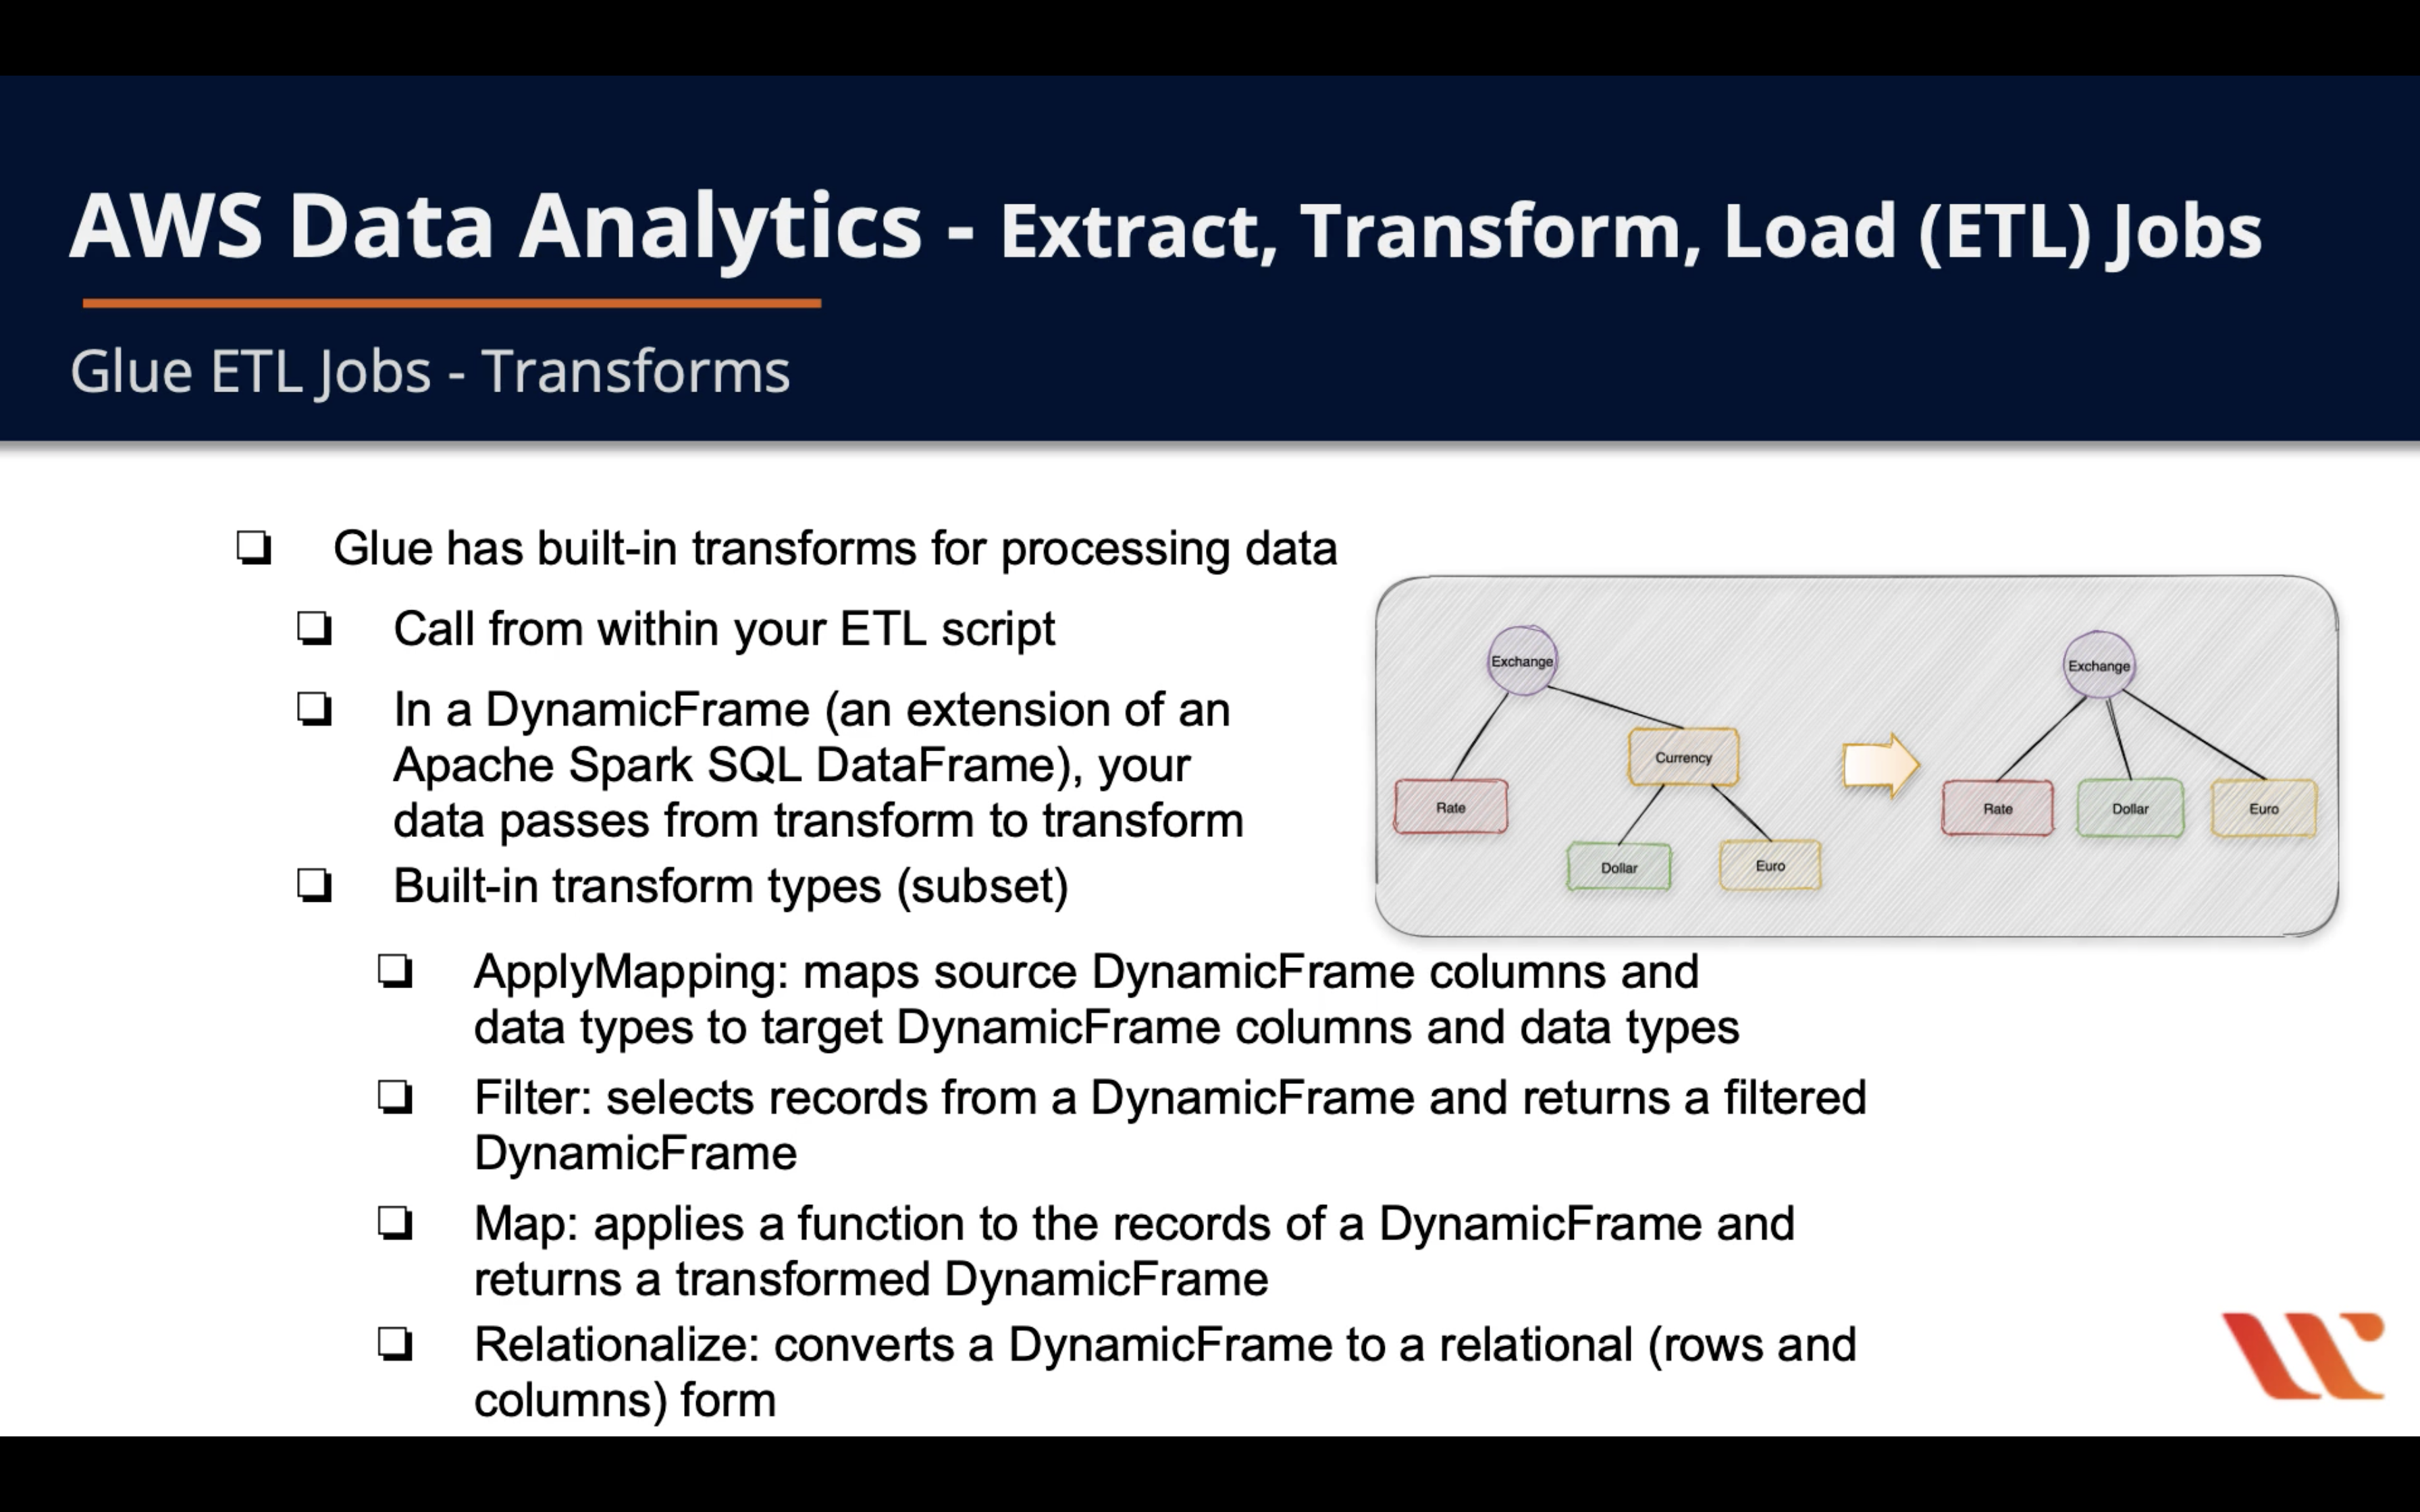 AWS Data Analytics - Extract, Transform, Load (ETL) Jobs
Glue ETL Jobs - Transforms
Glue has built-in transforms for processing data
Call from within your ETL script
In a DynamicFrame (an extension of an
Apache Spark SQL DataFrame), your
data passes from transform to transform
Built-in transform types (subset)
Exchange
Currency
Rate
Dollar
Euro
Exchange
Rate
Dollar
Euro
ApplyMapping: maps source DynamicFrame columns and
data types to target DynamicFrame columns and data types
Filter: selects records from a DynamicFrame and returns a filtered
DynamicFrame
Map: applies a function to the records of a DynamicFrame and
returns a transformed DynamicFrame
Relationalize: converts a DynamicFrame to a relational (rows and
columns) form